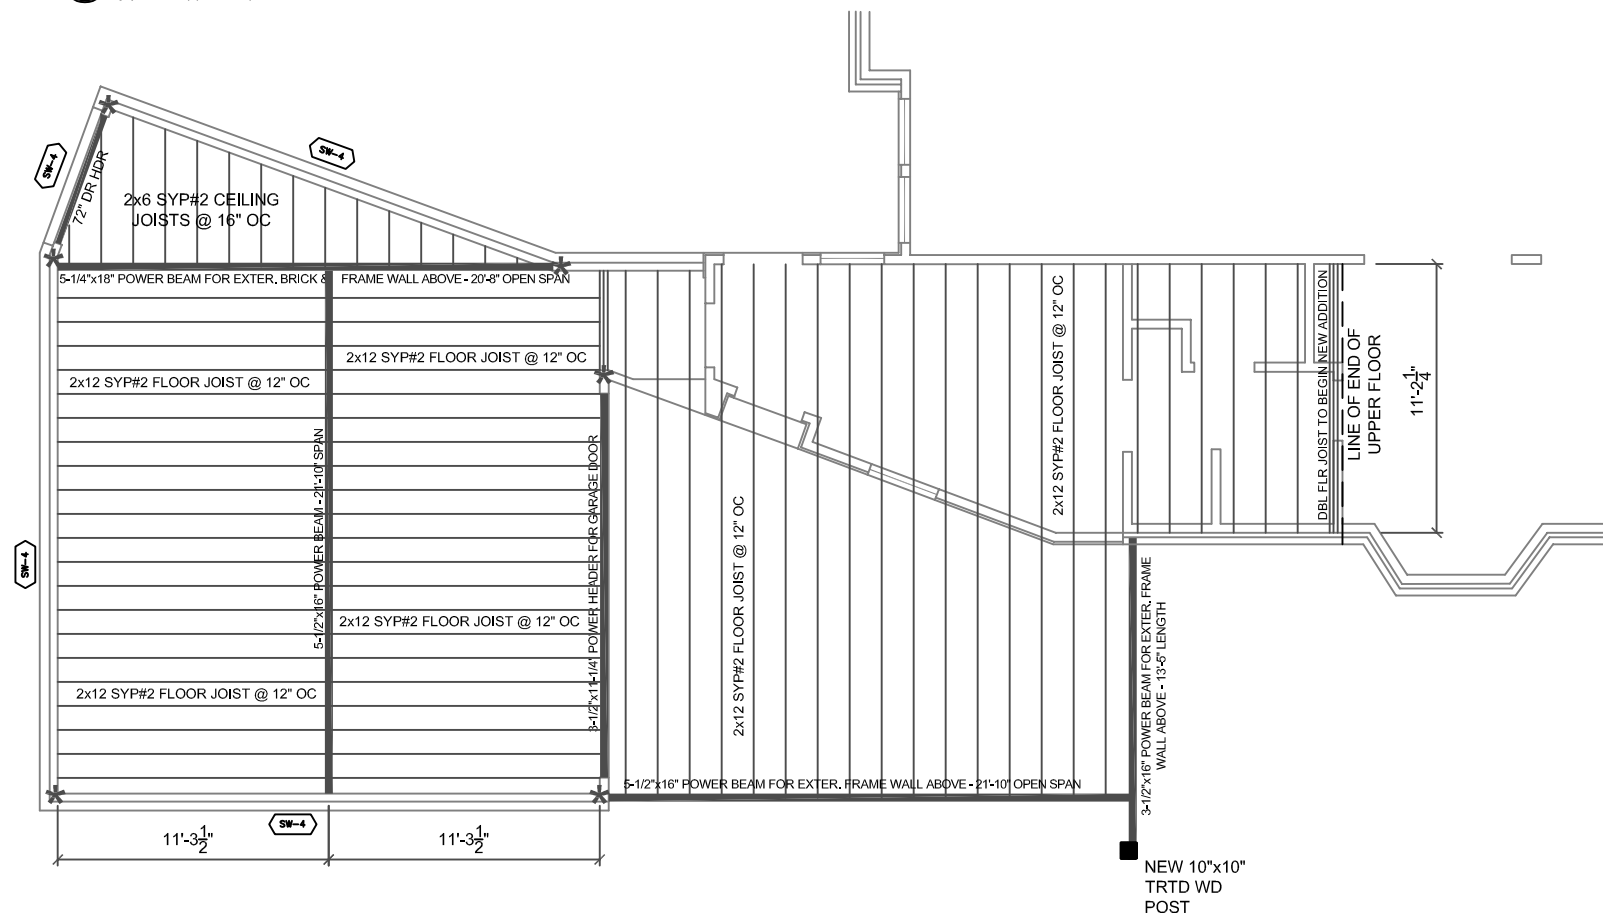 SW-4
SW-4
72" DR HDR
2x6 SYP#2 CEILING
JOISTS @ 16" OC
5-1/4"x18" POWER BEAM FOR EXTER. BRICK & FRAME WALL ABOVE - 20'-8" OPEN SPAN
2x12 SYP#2 FLOOR JOIST @ 12" OC
2x12 SYP#2 FLOOR JOIST @ 12" OC
5-1/2"x16" POWER BEAM - 21'-10" SPAN
3-1/2"x11-1/4" POWER HEADER FOR GARAGE DOOR
2x12 SYP#2 FLOOR JOIST @ 12" OC
2x12 SYP#2 FLOOR JOIST @ 12" OC
DBL FLR JOIST TO BEGIN NEW ADDITION
LINE OF END OF
UPPER FLOOR
11'-2 1/4"
SW-4
2x12 SYP#2 FLOOR JOIST @ 12" OC
2x12 SYP#2 FLOOR JOIST @ 12" OC
3-1/2"x16" POWER BEAM FOR EXTER. FRAME
WALL ABOVE - 13'-5" LENGTH
5-1/2"x16" POWER BEAM FOR EXTER. FRAME WALL ABOVE - 21'-10" OPEN SPAN
SW-4
11'-3 1/2"
11'-3 1/2"
NEW 10"x10"
TRTD WD
POST